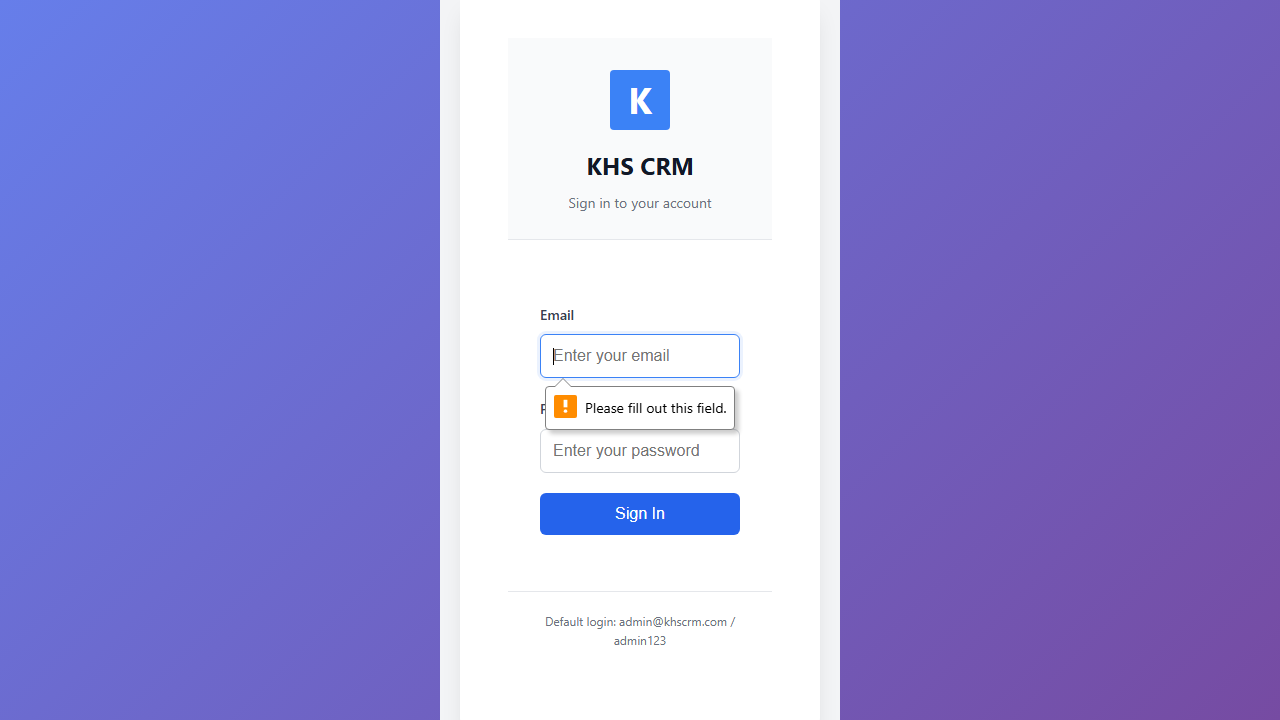 K
KHS CRM
Sign in to your account
Email
Enter your email
Please fill out this field.
Enter your password
Sign In
Default login: admin@khscrm.com /
admin123